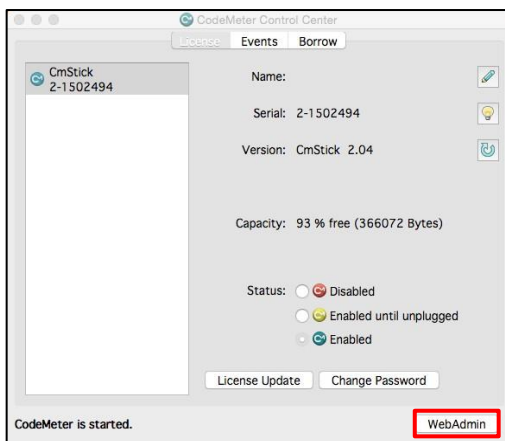 CodeMeter Control Center
License Events Borrow
CmStick
2-1502494
Name:
Serial: 2-1502494
Version: CmStick 2.04
Capacity: 93 % free (366072 Bytes)
Status: Disabled
Enabled until unplugged
Enabled
License Update Change Password
CodeMeter is started. WebAdmin